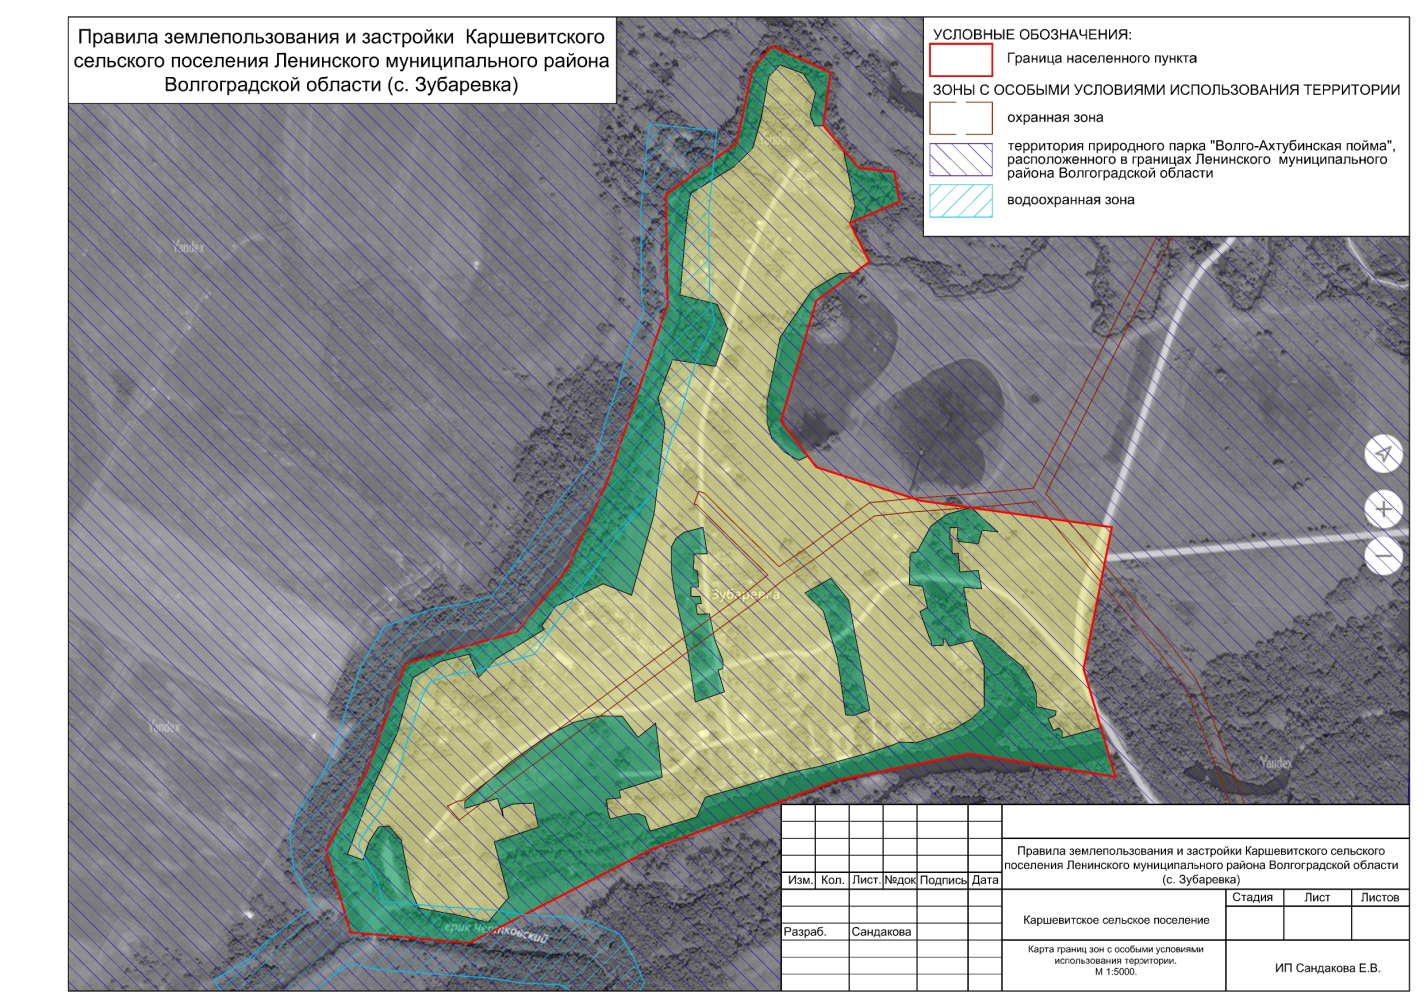 Правила землепользования и застройки Каршевитского
сельского поселения Ленинского муниципального района
Волгоградской области (с. Зубаревка)
УСЛОВНЫЕ ОБОЗНАЧЕНИЯ:
Граница населенного пункта
ЗОНЫ С ОСОБЫМИ УСЛОВИЯМИ ИСПОЛЬЗОВАНИЯ ТЕРРИТОРИИ
охранная зона
территория природного парка "Волго-Ахтубинская пойма",
расположенного в границах Ленинского муниципального
района Волгоградской области
водоохранная зона
Yandex
Yandex
Зубаревка
Yandex
Yandex
ерик
Изм. Кол. Лист. №док Подпись Дата
Разраб. Сандакова
Правила землепользования и застройки Каршевитского сельского
поселения Ленинского муниципального района Волгоградской области
(с. Зубаревка)
Каршевитское сельское поселение
Стадия Лист Листов
Карта границ зон с особыми условиями
использования территории.
М 1:5000.
ИП Сандакова Е.В.